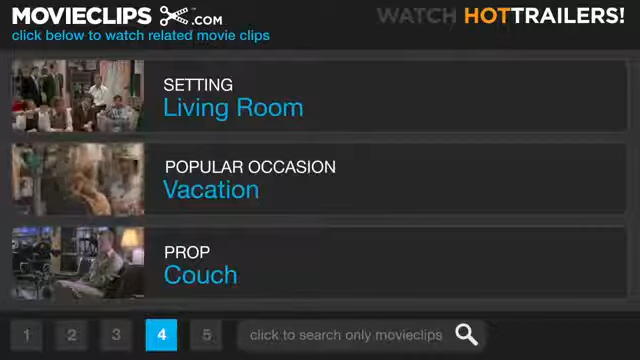 MOVIECLIPS .COM
click below to watch related movie clips
WATCH HOTTRAILERS!
SETTING
Living Room
POPULAR OCCASION
Vacation
PROP
Couch
1 2 3 4 5 click to search only movieclips